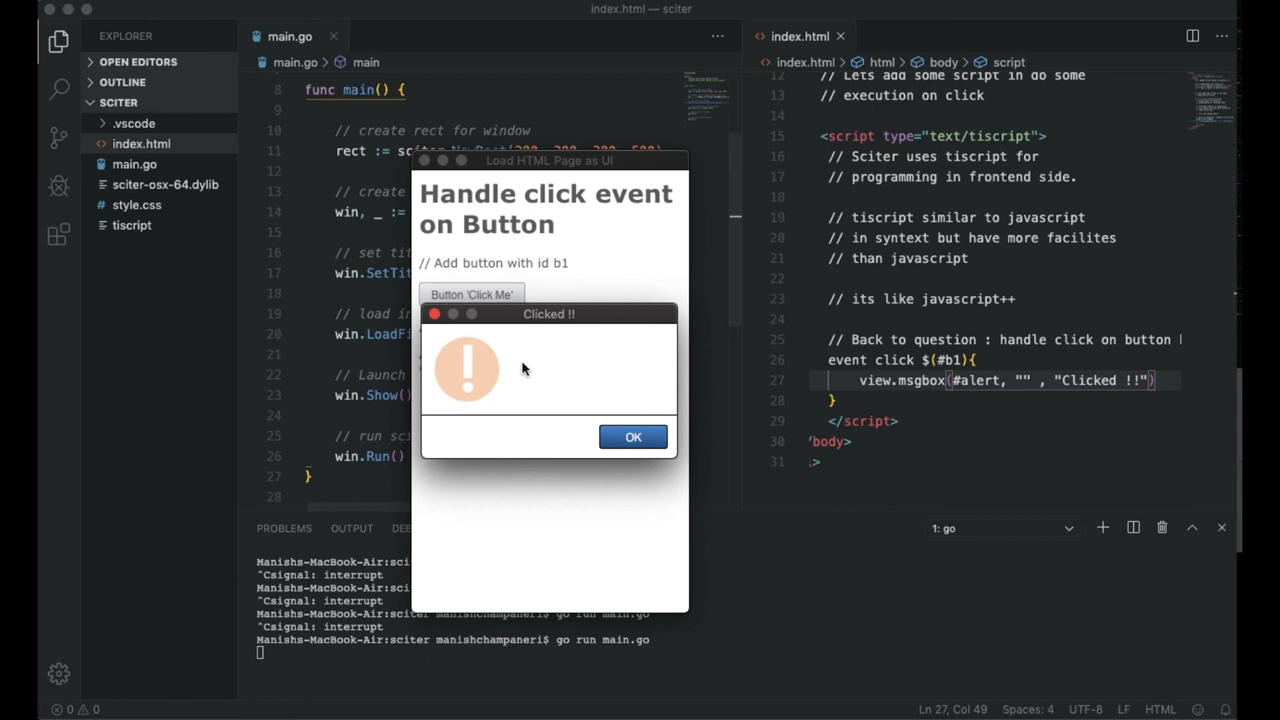 index.html — sciter
EXPLORER
OPEN EDITORS
OUTLINE
SCITER
.vscode
index.html
main.go
sciter-osx-64.dylib
style.css
tiscript
main.go
main.go > main
8 func main() {
9
10 // create rect for window
11 rect :=
12
13 // create
14 win, _ :=
15
16 // set tit
17 win.SetTit
18
19 // load in
20 win.LoadFi
21
22 // Launch
23 win.Show()
24
25 // run sci
26 win.Run()
27 }
28
index.html
index.html > html > body > script
12 // Lets add some script in do some
13 // execution on click
14
15 <script type="text/tiscript">
16 // Sciter uses tiscript for
17 // programming in frontend side.
18
19 // tiscript similar to javascript
20 // in syntext but have more facilites
21 // than javascript
22
23 // its like javascript++
24
25 // Back to question : handle click on button
26 event click $(#b1){
27 view.msgbox(#alert, "" , "Clicked !!")
28 }
29 </script>
30 /body>
31 >
Load HTML Page as UI
Handle click event
on Button
// Add button with id b1
Button 'Click Me'
Clicked !!
OK
PROBLEMS OUTPUT DEB
1: go
Manishs-MacBook-Air:sci
^Csignal: interrupt
Manishs-MacBook-Air:sci
^Csignal: interrupt
Manishs-MacBook-Air:sciter manishchampaneri$ go run main.go
^Csignal: interrupt
Manishs-MacBook-Air:sciter manishchampaneri$ go run main.go
0 0
Ln 27, Col 49
Spaces: 4
UTF-8
LF
HTML